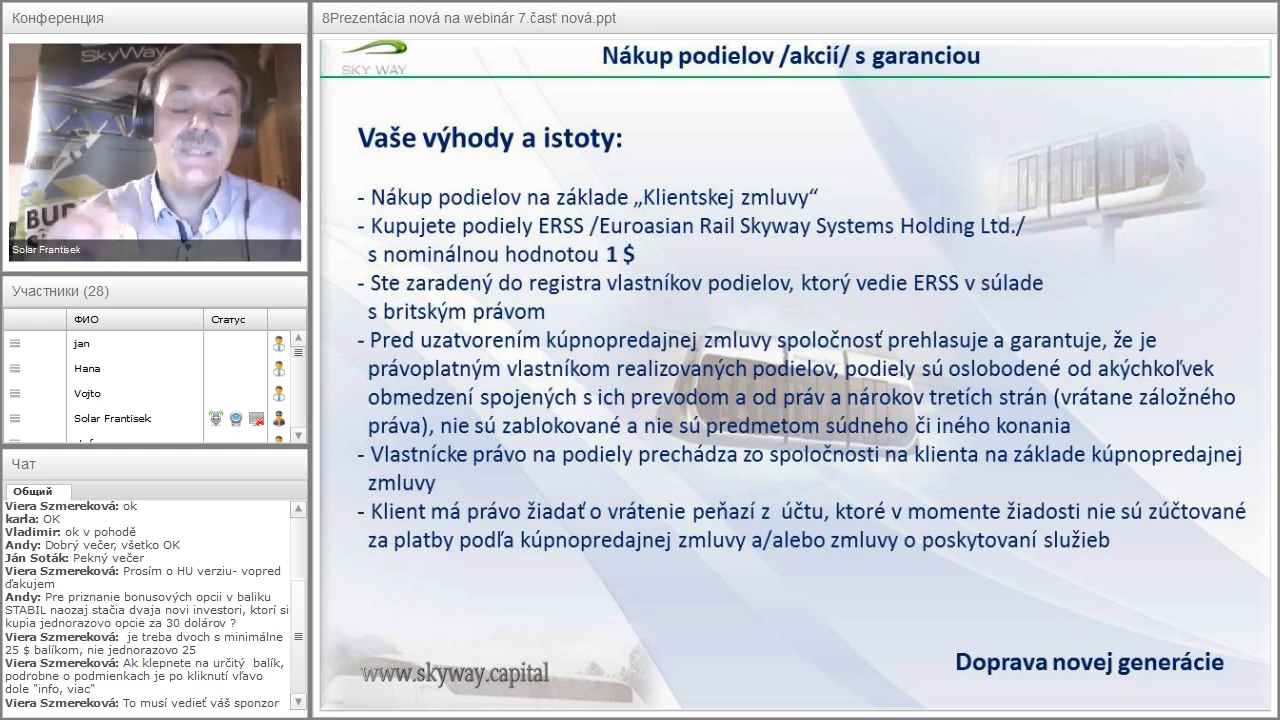 Конференция
SkyWay
BUD
Solar Frantisek
Участники (28)
ФИО
Статус
jan
Hana
Vojto
Solar Frantisek
Чат
Общий
Viera Szmereková: ok
karla: OK
Vladimir: ok v pohodě
Andy: Dobrý večer, všetko OK
Ján Soták: Pekný večer
Viera Szmereková: Prosím o HU verziu- vopred
ďakujem
Andy: Pre priznanie bonusových opcii v baliku
STABIL naozaj stačia dvaja novi investori, ktorí si
kupia jednorazovo opcie za 30 dolárov ?
Viera Szmereková: je treba dvoch s minimálne
25 $ balíkom, nie jednorazovo 25
Viera Szmereková: Ak klepnete na určitý balík,
podrobne o podmienkach je po kliknutí vľavo
dole "info, viac"
Viera Szmereková: To musí vedieť váš sponzor
8Prezentácia nová na webinár 7.časť nová.ppt
SKY WAY
Nákup podielov /akcií/ s garanciou
Vaše výhody a istoty:
- Nákup podielov na základe „Klientskej zmluvy“
- Kupujete podiely ERSS /Euroasian Rail Skyway Systems Holding Ltd./
s nominálnou hodnotou 1 $
- Ste zaradený do registra vlastníkov podielov, ktorý vedie ERSS v súlade
s britským právom
- Pred uzatvorením kúpnopredajnej zmluvy spoločnosť prehlasuje a garantuje, že je
právoplatným vlastníkom realizovaných podielov, podiely sú oslobodené od akýchkoľvek
obmedzení spojených s ich prevodom a od práv a nárokov tretích strán (vrátane záložného
práva), nie sú zablokované a nie sú predmetom súdneho či iného konania
- Vlastnícke právo na podiely prechádza zo spoločnosti na klienta na základe kúpnopredajnej
zmluvy
- Klient má právo žiadať o vrátenie peňazí z účtu, ktoré v momente žiadosti nie sú zúčtované
za platby podľa kúpnopredajnej zmluvy a/alebo zmluvy o poskytovaní služieb
www.skyway.capital
Doprava novej generácie